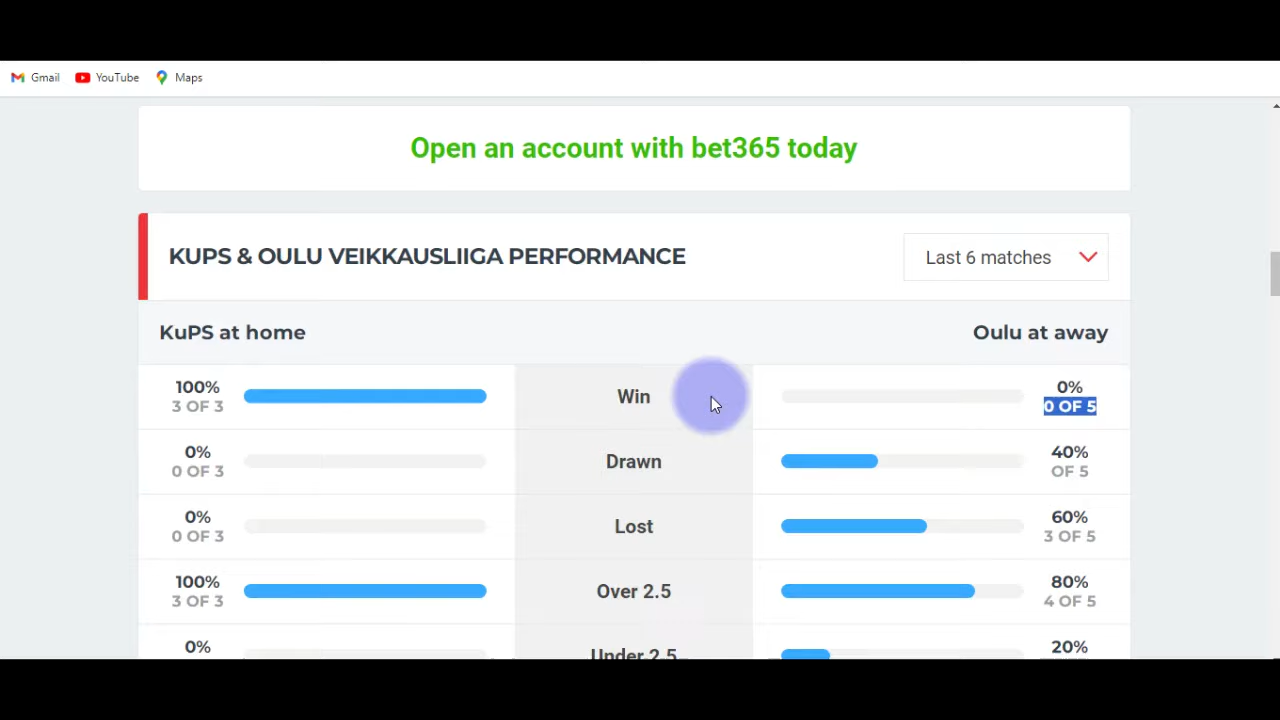 Gmail YouTube Maps
Open an account with bet365 today
KUPS & OULU VEIKKAUSLIIGA PERFORMANCE
Last 6 matches
KuPS at home
Oulu at away
100%
3 OF 3
Win
0%
0 OF 5
0%
0 OF 3
Drawn
40%
OF 5
0%
0 OF 3
Lost
60%
3 OF 5
100%
3 OF 3
Over 2.5
80%
4 OF 5
0%
Under 2.5
20%